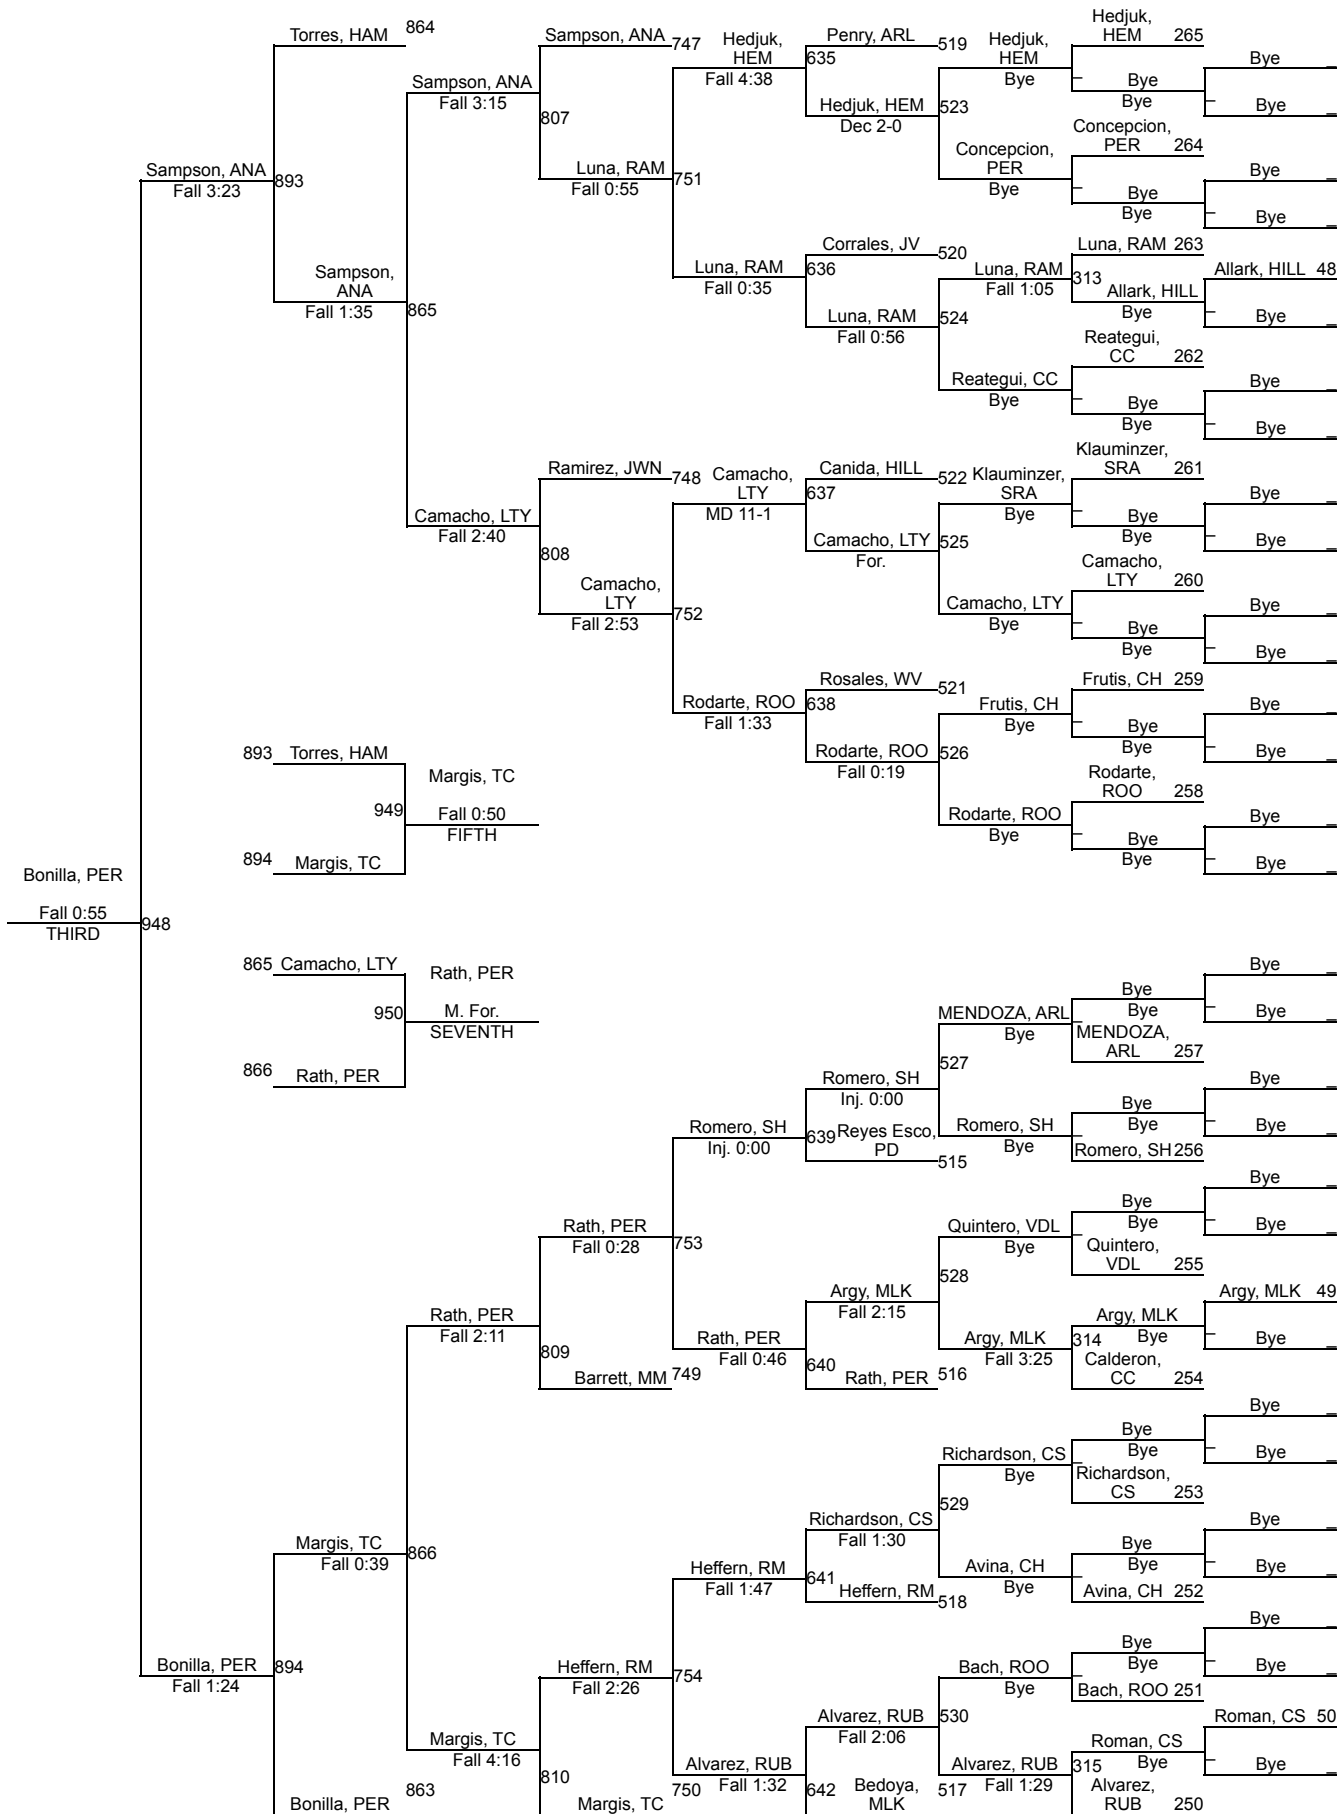 Hedjuk,
Torres, HAM 864
Sampson, ANA 747 Hedjuk, Penry, ARL 519 Hedjuk, HEM 265
HEM 635 HEM Bye _
Sampson, ANA Fall 4:38 _ Bye
Fall 3:15 Hedjuk, HEM 523 Bye Bye _ Bye _
807 Dec 2-0 Concepcion,
Concepcion, PER 264
Sampson, ANA 893 Luna, RAM 751 PER Bye _
Fall 3:23 Fall 0:55 Bye _ Bye
Bye _ Bye _
Corrales, JV 520 Luna, RAM 263
Sampson, Luna, RAM 636 Luna, RAM 313 Allark, HILL 48
ANA Fall 0:35 Fall 1:05 Allark, HILL
Fall 1:35 865 Luna, RAM 524 Bye _ Bye _
Fall 0:56 Reategui,
CC 262
Reategui, CC Bye _
Bye _ Bye
Bye _ Bye _
Klauminzer,
Ramirez, JWN 748 Camacho, Canida, HILL 522 Klauminzer, SRA 261
LTY 637 SRA Bye _
Camacho, LTY MD 11-1 Bye _ Bye
Fall 2:40 Camacho, LTY 525 Bye _ Bye _
808 For. Camacho,
Camacho, LTY 260
LTY 752 Camacho, LTY Bye _
Fall 2:53 Bye _ Bye
Bye _ Bye _
Rosales, WV 521 Frutis, CH 259
Rodarte, ROO 638 Frutis, CH Bye _
Fall 1:33 Bye _ Bye
893 Torres, HAM Rodarte, ROO 526 Bye _ Bye _
Margis, TC Fall 0:19 Rodarte,
ROO 258
949 Fall 0:50 Rodarte, ROO Bye _
FIFTH Bye _ Bye
894 Margis, TC Bye _ Bye _
Bonilla, PER
Fall 0:55
THIRD 948
865 Camacho, LTY Bye _
Rath, PER Bye
950 M. For. MENDOZA, ARL _ Bye _ Bye _
SEVENTH Bye MENDOZA,
ARL 257
866 Rath, PER 527
Romero, SH Bye _
Inj. 0:00 Bye
Romero, SH 639 Reyes Esco, Romero, SH _ Bye _ Bye _
Inj. 0:00 PD 515 Bye Romero, SH 256
Bye _
Rath, PER 753 Quintero, VDL Bye
Fall 0:28 Bye _ Bye _ Bye _
Quintero,
528 VDL 255
Argy, MLK Argy, MLK 49
Rath, PER Fall 2:15 Argy, MLK
Fall 2:11 Rath, PER Argy, MLK 314 Bye _ Bye _
809 Fall 0:46 640 Fall 3:25 Calderon,
Barrett, MM 749 Rath, PER 516 CC 254
Bye _
Bye
Richardson, CS _ Bye _ Bye _
Bye Richardson,
CS 253
529
Richardson, CS Bye _
Margis, TC 866 Fall 1:30 Bye
Fall 0:39 Heffern, RM 641 Avina, CH _ Bye _ Bye _
Fall 1:47 Heffern, RM 518 Bye Avina, CH 252
Bye _
Bonilla, PER 894 Heffern, RM 754 Bach, ROO Bye
Fall 1:24 Fall 2:26 Bye _ Bye _ Bye _
Bach, ROO 251
Alvarez, RUB 530 Roman, CS 50
Margis, TC Fall 2:06 Roman, CS
Fall 4:16 Alvarez, RUB Alvarez, RUB 315 Bye _ Bye _
863 810 750 Fall 1:32 642 Bedoya, 517 Fall 1:29 Alvarez,
Bonilla, PER Margis, TC MLK RUB 250